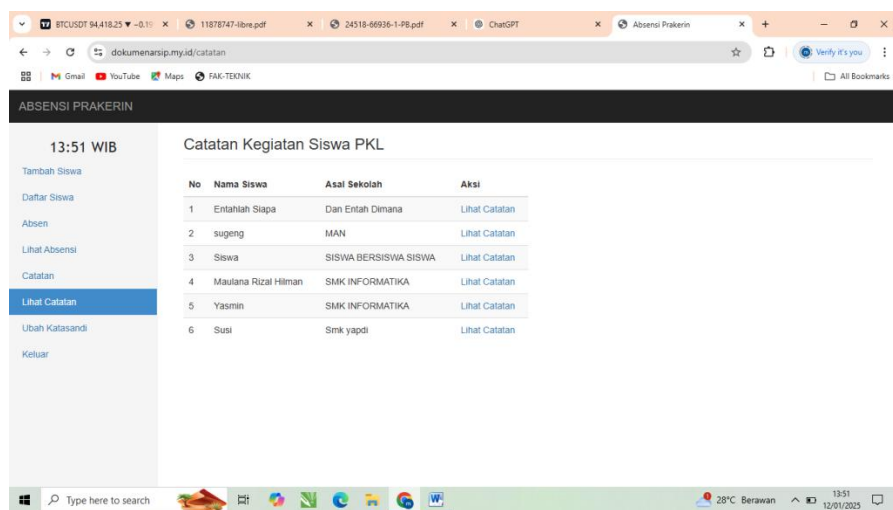 BTCUSDT 94,418.25 ▼ −0.19
11878747-libre.pdf
24518-66936-1-PB.pdf
ChatGPT
Absensi Prakerin
dokumenarsip.my.id/catatan
Verify it's you
Gmail
YouTube
Maps
FAK-TEKNIK
All Bookmarks
ABSENSI PRAKERIN
13:51 WIB
Tambah Siswa
Daftar Siswa
Absen
Lihat Absensi
Catatan
Lihat Catatan
Ubah Katasandi
Keluar
Catatan Kegiatan Siswa PKL
No Nama Siswa Asal Sekolah Aksi
1 Entahlah Siapa Dan Entah Dimana Lihat Catatan
2 sugeng MAN Lihat Catatan
3 Siswa SISWA BERSISWA SISWA Lihat Catatan
4 Maulana Rizal Hilman SMK INFORMATIKA Lihat Catatan
5 Yasmin SMK INFORMATIKA Lihat Catatan
6 Susi Smk yapdi Lihat Catatan
Type here to search
28°C Berawan
13:51
12/01/2025